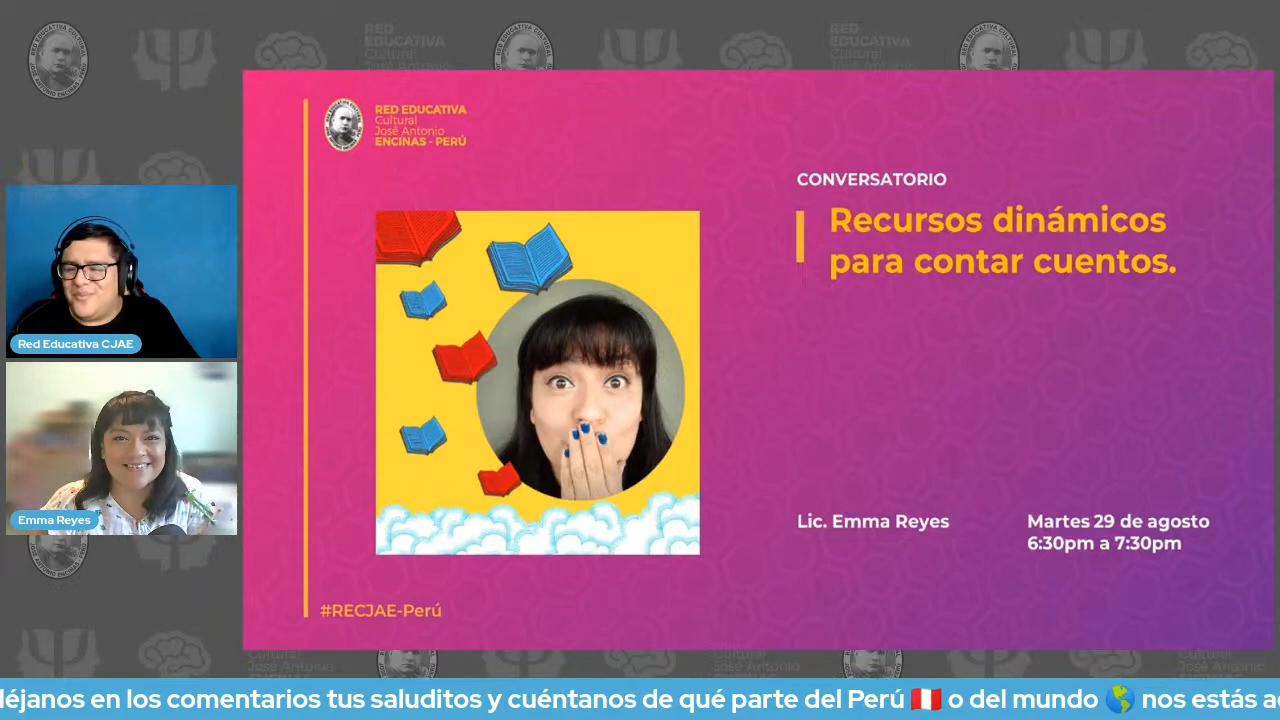 RED EDUCATIVA
Cultural
José Antonio
ENCINAS - PERÚ
CONVERSATORIO
Recursos dinámicos
para contar cuentos.
Red Educativa CJAE
Emma Reyes
Lic. Emma Reyes
Martes 29 de agosto
6:30pm a 7:30pm
#RECJAE-Perú
léjanos en los comentarios tus saluditos y cuéntanos de qué parte del Perú 🇵🇪 o del mundo 🌎 nos estás a